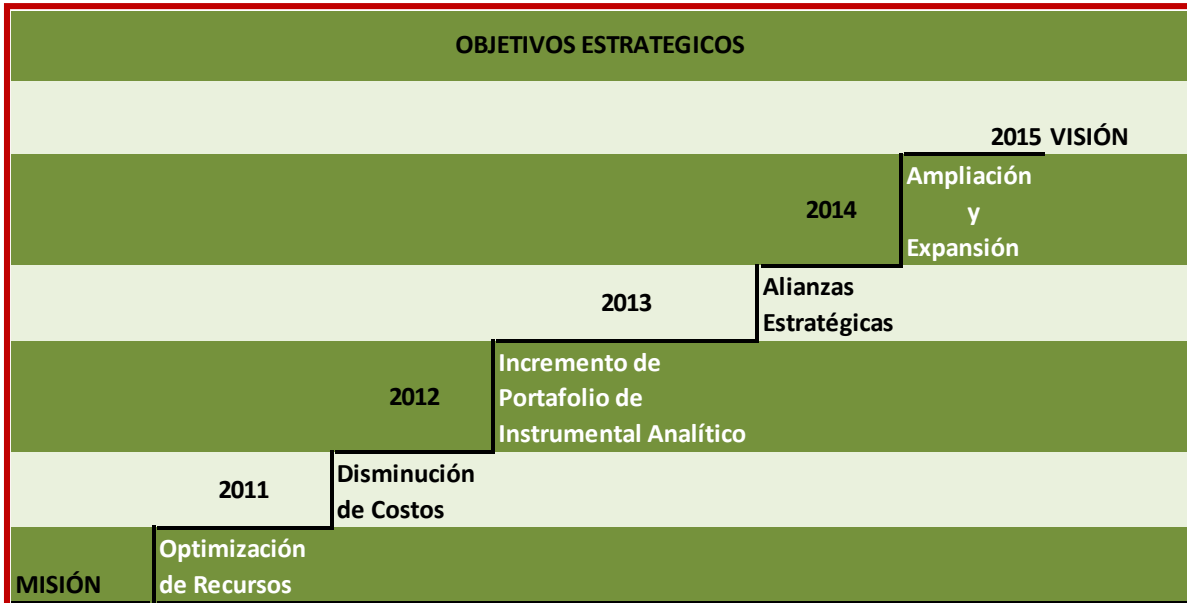 OBJETIVOS ESTRATEGICOS
2015 VISIÓN
Ampliación
2014
y
Expansión
Alianzas
2013
Estratégicas
Incremento de
2012
Portafolio de
Instrumental Analítico
Disminución
2011
de Costos
Optimización
MISIÓN
de Recursos